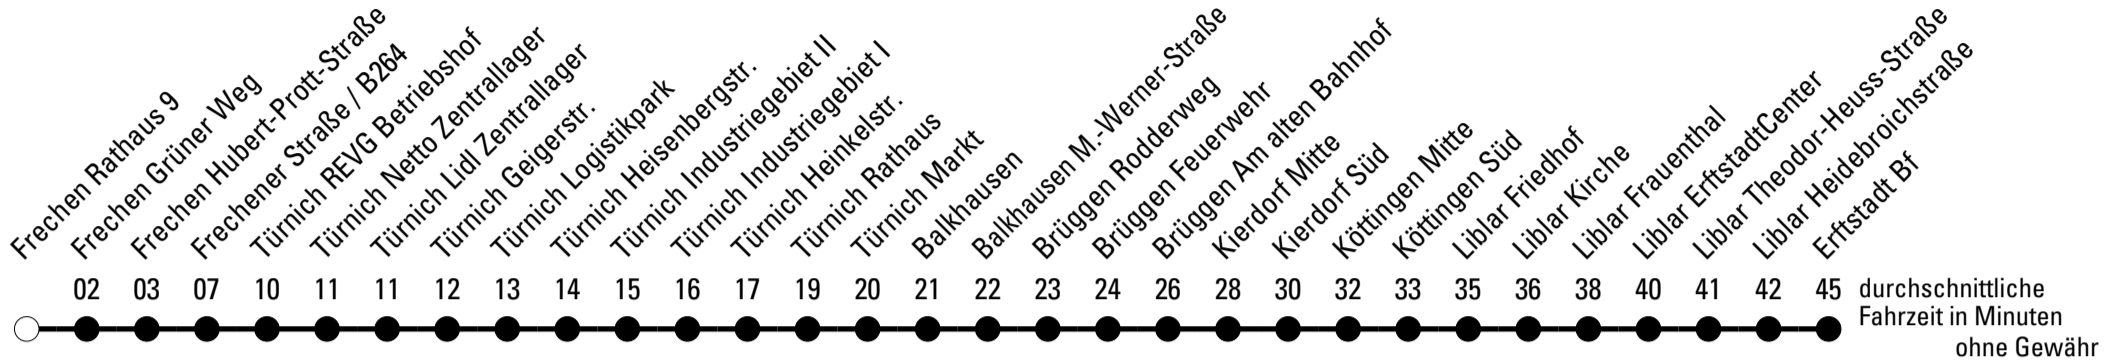 Frechen Rathaus 9
Frechen Grüner Weg
Frechen Hubert-Prott-Straße
Frechener Straße / B264
Türnich REVG Betriebshof
Türnich Netto Zentrallager
Türnich Lidl Zentrallager
Türnich Geigerstr.
Türnich Logistikpark
Türnich Heisenbergstr.
Türnich Industriegebiet II
Türnich Industriegebiet I
Türnich Heinkelstr.
Türnich Rathaus
Türnich Markt
Balkhausen
Balkhausen M.-Werner-Straße
Brüggen Rodderweg
Brüggen Feuerwehr
Brüggen Am alten Bahnhof
Kierdorf Mitte
Kierdorf Süd
Köttingen Mitte
Köttingen Süd
Liblar Friedhof
Liblar Kirche
Liblar Frauenthal
Liblar ErftstadtCenter
Liblar Theodor-Heuss-Straße
Liblar Heidebroichstraße
Erftstadt Bf
02 03 07 10 11 11 12 13 14 15 16 17 19 20 21 22 23 24 26 28 30 32 33 35 36 38 40 41 42 45 durchschnittliche
Fahrzeit in Minuten
ohne Gewähr